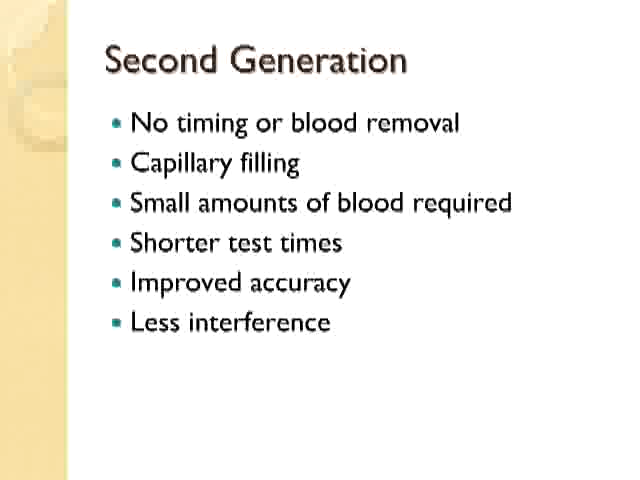 Second Generation
• No timing or blood removal
• Capillary filling
• Small amounts of blood required
• Shorter test times
• Improved accuracy
• Less interference